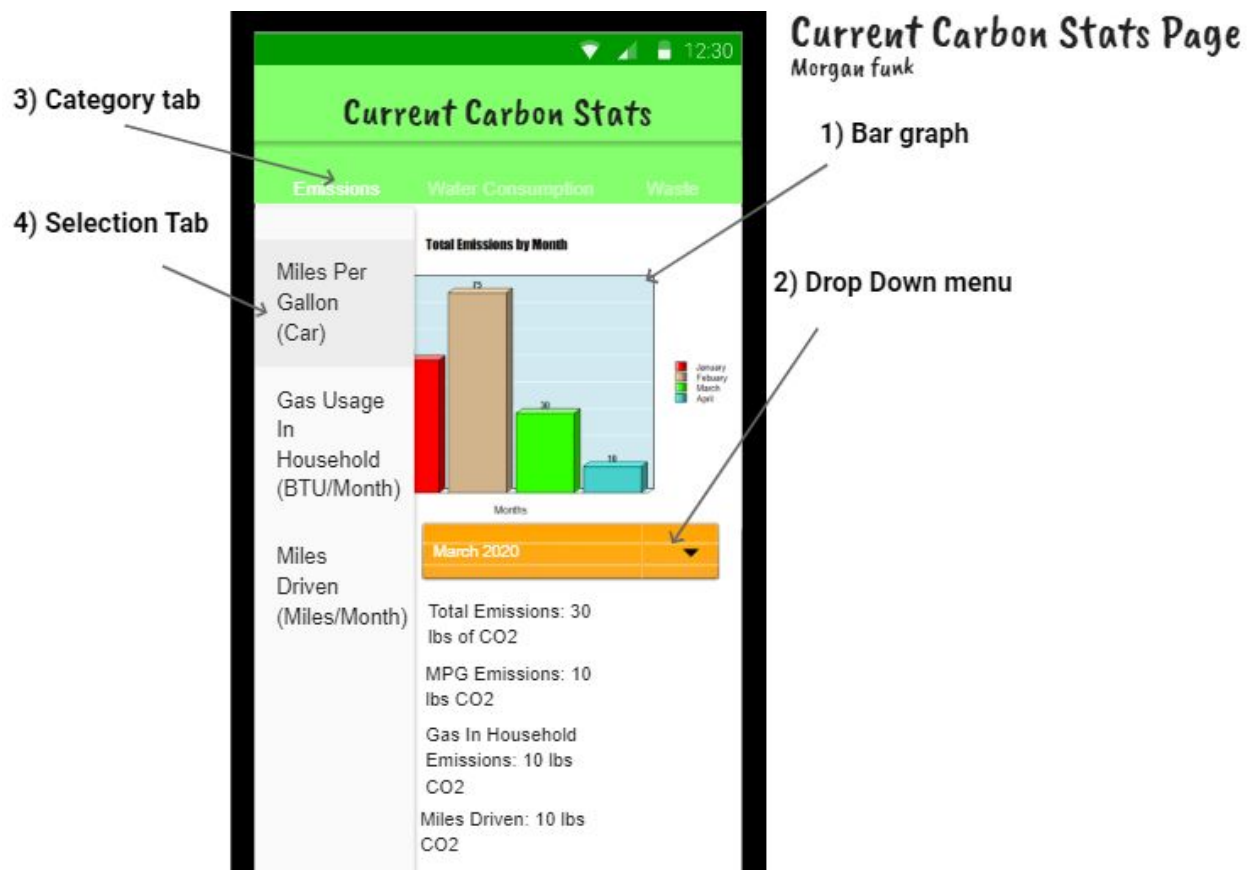 Current Carbon Stats Page
Morgan funk
3) Category tab
4) Selection Tab
1) Bar graph
2) Drop Down menu
12:30
Current Carbon Stats
Emissions
Water Consumption
Waste
Miles Per
Gallon
(Car)
Gas Usage
In
Household
(BTU/Month)
Miles
Driven
(Miles/Month)
Total Emissions by Month
75
30
10
January
Febuary
March
April
Months
March 2020
Total Emissions: 30
lbs of CO2
MPG Emissions: 10
lbs CO2
Gas In Household
Emissions: 10 lbs
CO2
Miles Driven: 10 lbs
CO2